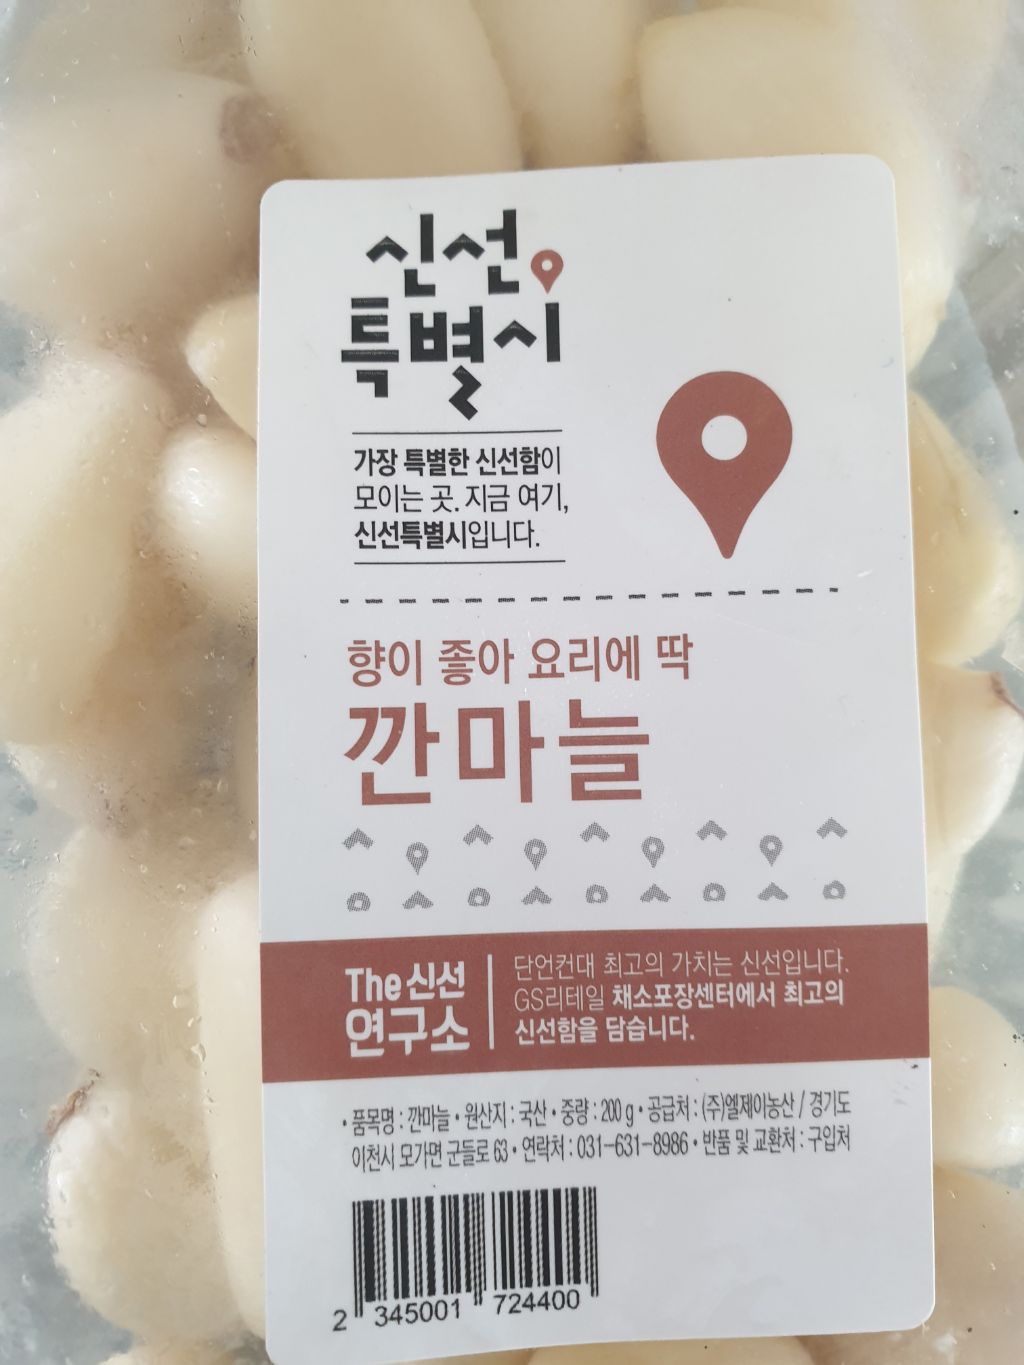 신선
특별시
가장 특별한 신선함이
모이는 곳. 지금 여기,
신선특별시입니다.
향이 좋아 요리에 딱
깐마늘
The신선
연구소
단언컨대 최고의 가치는 신선입니다.
GS리테일 채소포장센터에서 최고의
신선함을 담습니다.
• 품목명 : 깐마늘 • 원산지 : 국산 • 중량 : 200 g • 공급처 : (주)엘제이농산 / 경기도
이천시 모가면 군들로 63 • 연락처 : 031-631-8986 • 반품 및 교환처 : 구입처
2 345001 724400